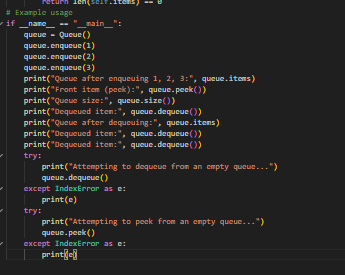 return len(self.items) == 0
# Example usage
if __name__ == "__main__":
    queue = Queue()
    queue.enqueue(1)
    queue.enqueue(2)
    queue.enqueue(3)
    print("Queue after enqueuing 1, 2, 3:", queue.items)
    print("Front item (peek):", queue.peek())
    print("Queue size:", queue.size())
    print("Dequeued item:", queue.dequeue())
    print("Queue after dequeuing:", queue.items)
    print("Dequeued item:", queue.dequeue())
    print("Dequeued item:", queue.dequeue())
    try:
        print("Attempting to dequeue from an empty queue...")
        queue.dequeue()
    except IndexError as e:
        print(e)
    try:
        print("Attempting to peek from an empty queue...")
        queue.peek()
    except IndexError as e:
        print(e)